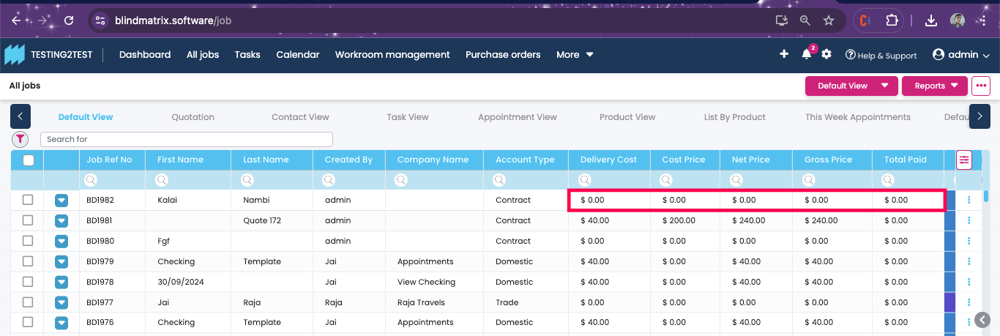 blindmatrix.software/job
TESTING2TEST Dashboard All jobs Tasks Calendar Workroom management Purchase orders More 2 Help & Support admin
All jobs Default View Reports
Default View Quotation Contact View Task View Appointment View Product View List By Product This Week Appointments Defau
Search for
Job Ref No First Name Last Name Created By Company Name Account Type Delivery Cost Cost Price Net Price Gross Price Total Paid
BD1982 Kalai Nambi admin Contract $ 0.00 $ 0.00 $ 0.00 $ 0.00 $ 0.00
BD1981 Quote 172 admin Contract $ 40.00 $ 200.00 $ 240.00 $ 240.00 $ 0.00
BD1980 Fgf admin Contract $ 0.00 $ 0.00 $ 0.00 $ 0.00 $ 0.00
BD1979 Checking Template Jai Appointments Domestic $ 40.00 $ 0.00 $ 40.00 $ 40.00 $ 0.00
BD1978 30/09/2024 Jai View Checking Domestic $ 40.00 $ 0.00 $ 40.00 $ 40.00 $ 0.00
BD1977 Jai Raja Raja Raja Travels Trade $ 0.00 $ 0.00 $ 0.00 $ 0.00 $ 0.00
BD1976 Checking Template Jai Appointments Domestic $ 40.00 $ 0.00 $ 40.00 $ 40.00 $ 0.00